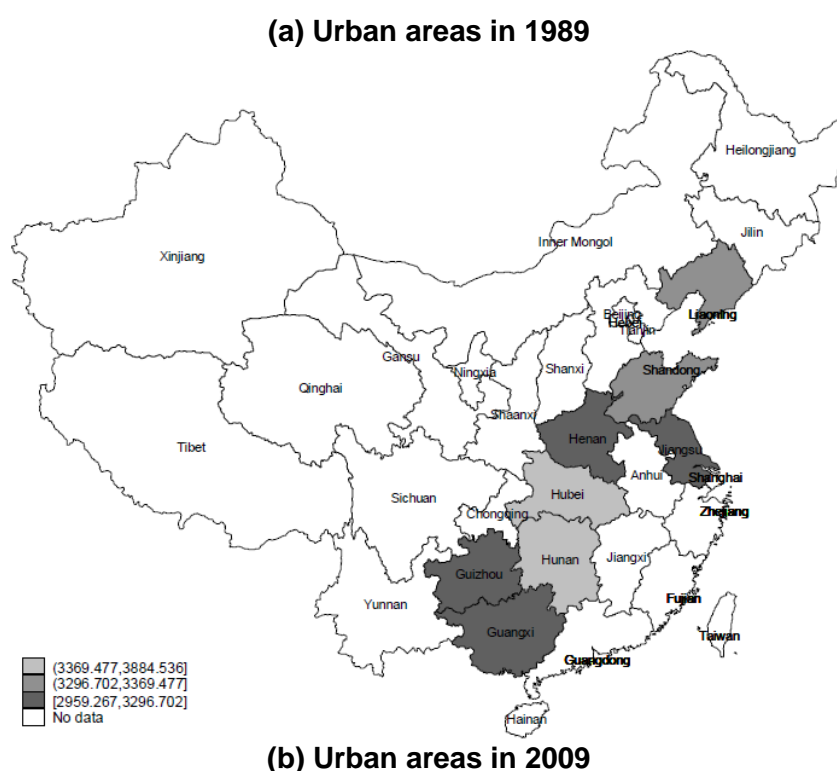 (a) Urban areas in 1989
Heilongjiang
Jilin
Inner Mongol
Xinjiang
Liaoning
Beijing
Hebei
Tianjin
Gansu
Shanxi
Shandong
Ningxia
Qinghai
Shaanxi
Henan
Jiangsu
Tibet
Anhui
Shanghai
Sichuan
Hubei
Chongqing
Zhejiang
Hunan
Jiangxi
Guizhou
Yunnan
Fujian
Guangxi
Taiwan
Guangdong
(3369.477,3884.536]
(3296.702,3369.477]
[2959.267,3296.702]
No data
Hainan
(b) Urban areas in 2009